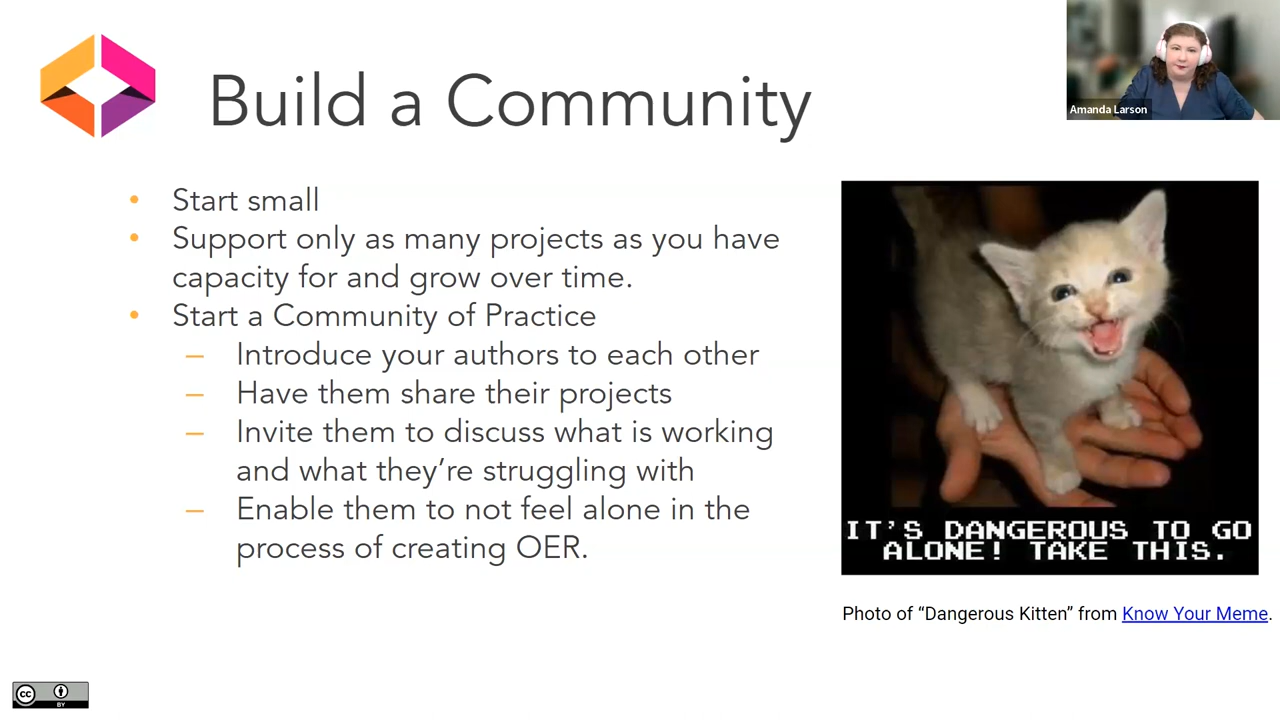 Build a Community
Amanda Larson
• Start small
• Support only as many projects as you have
capacity for and grow over time.
• Start a Community of Practice
– Introduce your authors to each other
– Have them share their projects
– Invite them to discuss what is working
and what they’re struggling with
– Enable them to not feel alone in the
process of creating OER.
IT'S DANGEROUS TO GO
ALONE! TAKE THIS.
Photo of “Dangerous Kitten” from Know Your Meme.
cc
BY